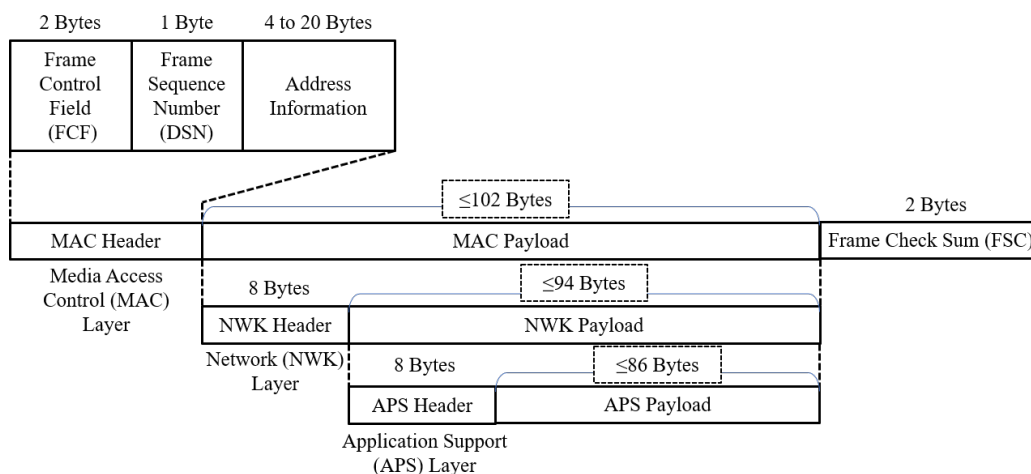 2 Bytes
1 Byte
4 to 20 Bytes
Frame
Control
Field
(FCF)
Frame
Sequence
Number
(DSN)
Address
Information
≤102 Bytes
2 Bytes
MAC Header
MAC Payload
Frame Check Sum (FSC)
Media Access
Control (MAC)
Layer
8 Bytes
≤94 Bytes
NWK Header
NWK Payload
Network (NWK)
Layer
8 Bytes
≤86 Bytes
APS Header
APS Payload
Application Support
(APS) Layer